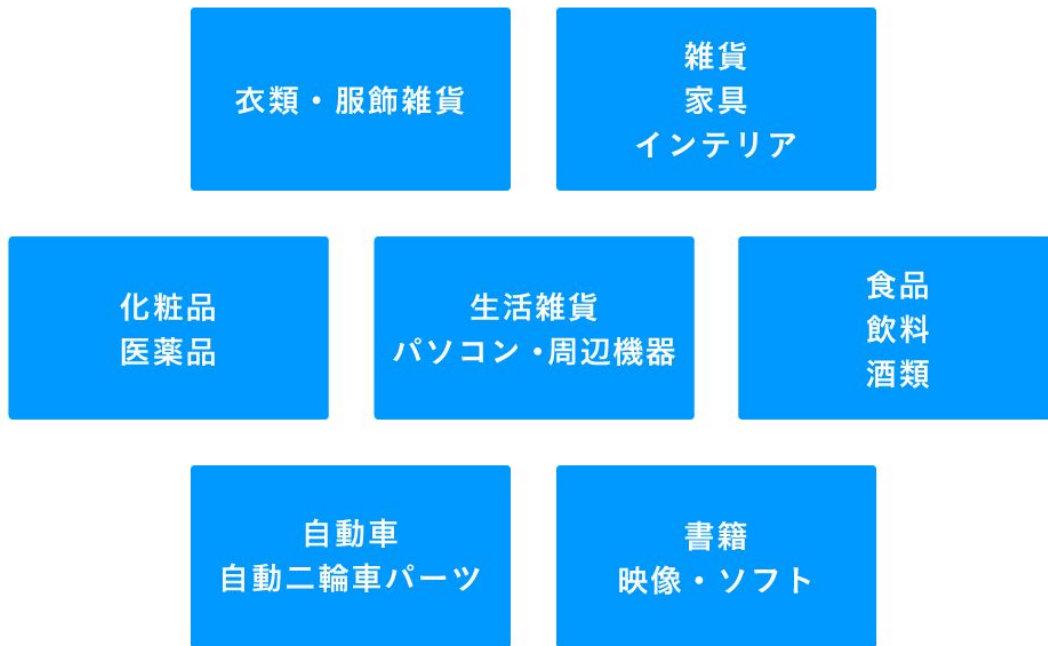 衣類・服飾雑貨
雑貨
家具
インテリア
化粧品
医薬品
生活雑貨
パソコン・周辺機器
食品
飲料
酒類
自動車
自動二輪車パーツ
書籍
映像・ソフト